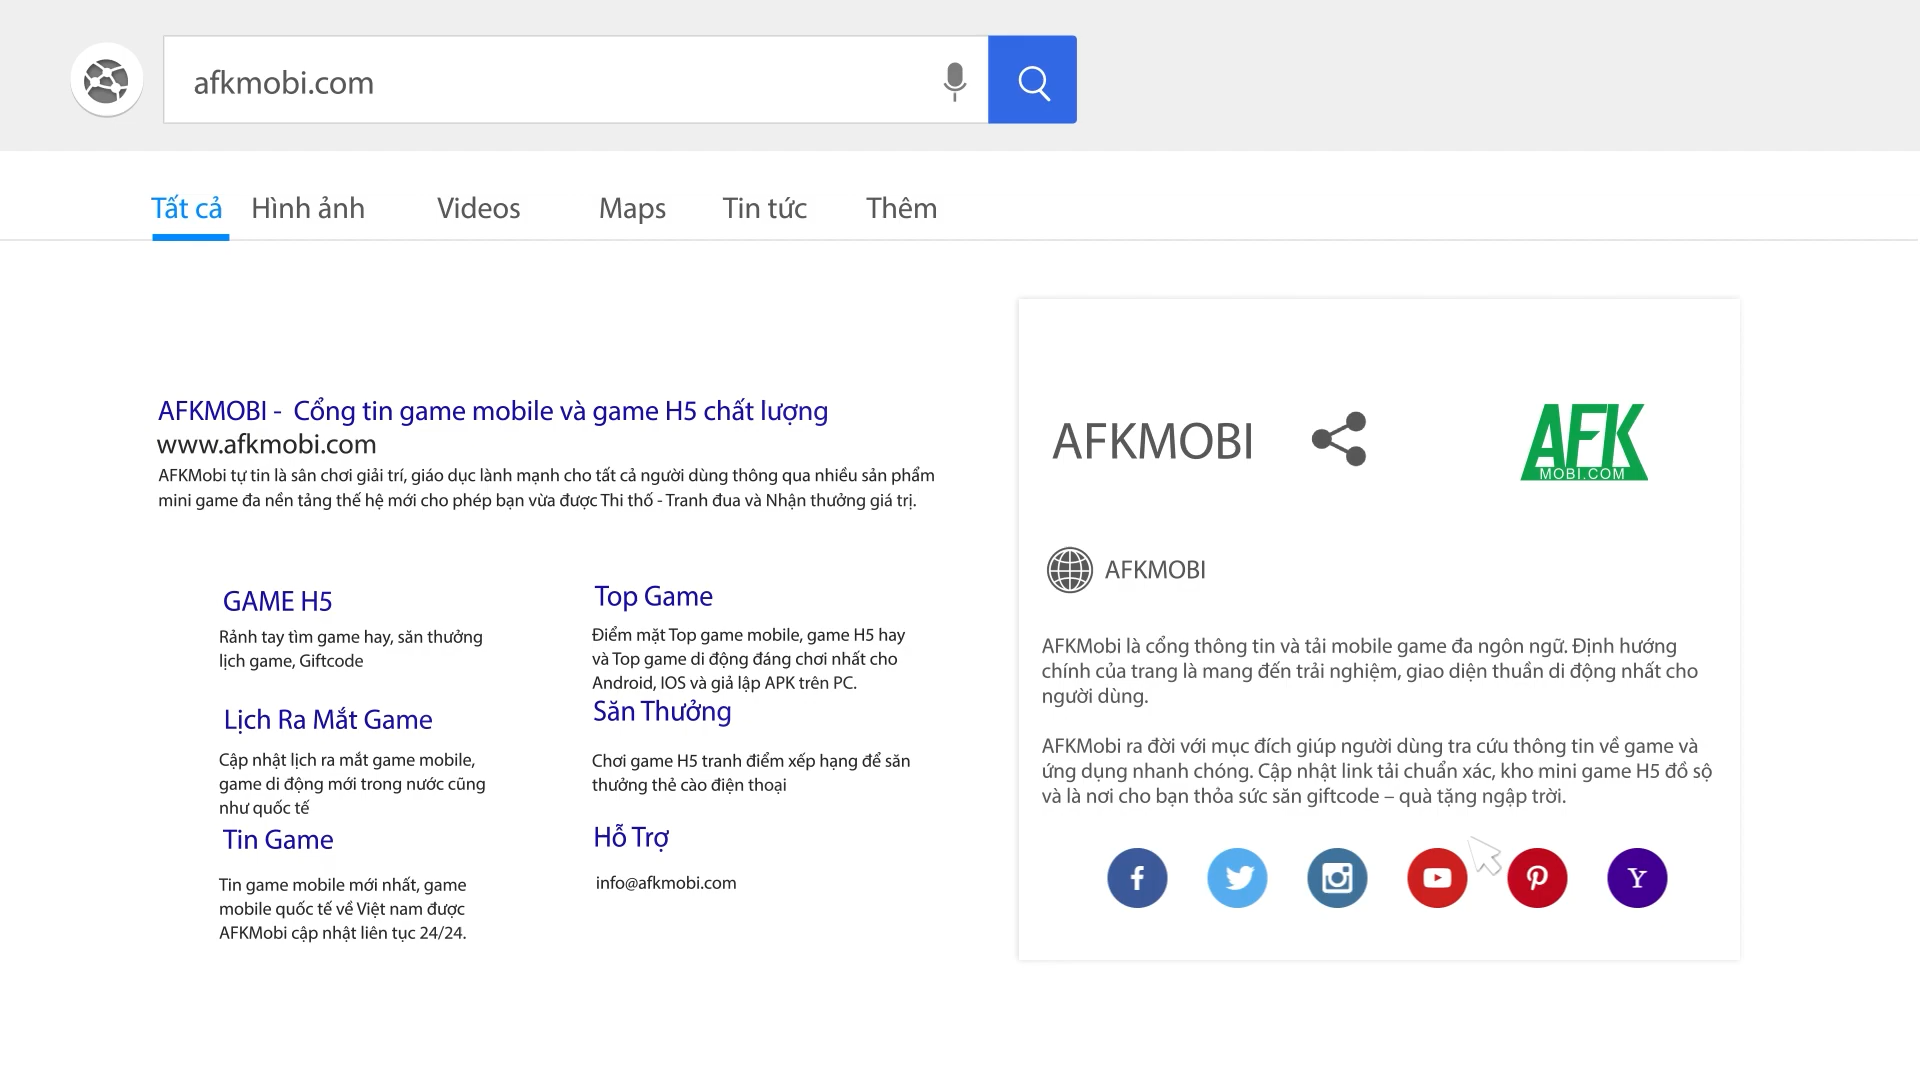 afkmobi.com
Tất cả Hình ảnh Videos Maps Tin tức Thêm
AFKMOBI - Cổng tin game mobile và game H5 chất lượng
www.afkmobi.com
AFKMobi tự tin là sân chơi giải trí, giáo dục lành mạnh cho tất cả người dùng thông qua nhiều sản phẩm
mini game đa nền tảng thế hệ mới cho phép bạn vừa được Thi thố - Tranh đua và Nhận thưởng giá trị.
GAME H5
Rảnh tay tìm game hay, săn thưởng
lịch game, Giftcode
Lịch Ra Mắt Game
Cập nhật lịch ra mắt game mobile,
game di động mới trong nước cũng
như quốc tế
Tin Game
Tin game mobile mới nhất, game
mobile quốc tế về Việt nam được
AFKMobi cập nhật liên tục 24/24.
Top Game
Điểm mặt Top game mobile, game H5 hay
và Top game di động đáng chơi nhất cho
Android, IOS và giả lập APK trên PC.
Săn Thưởng
Chơi game H5 tranh điểm xếp hạng để săn
thưởng thẻ cào điện thoại
Hỗ Trợ
info@afkmobi.com
AFKMOBI
AFK
MOBI.COM
AFKMOBI
AFKMobi là cổng thông tin và tải mobile game đa ngôn ngữ. Định hướng
chính của trang là mang đến trải nghiệm, giao diện thuần di động nhất cho
người dùng.
AFKMobi ra đời với mục đích giúp người dùng tra cứu thông tin về game và
ứng dụng nhanh chóng. Cập nhật link tải chuẩn xác, kho mini game H5 đồ sộ
và là nơi cho bạn thỏa sức săn giftcode – quà tặng ngập trời.